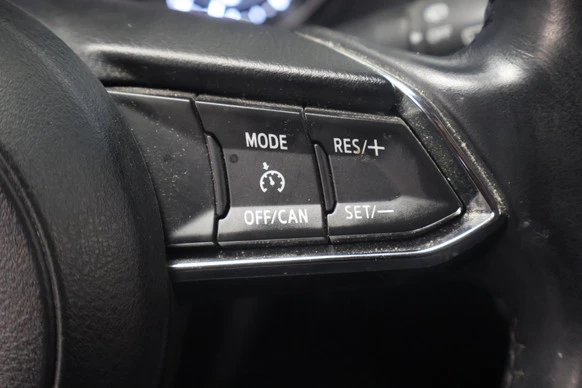 MODE
RES/+
OFF/CAN
SET/—